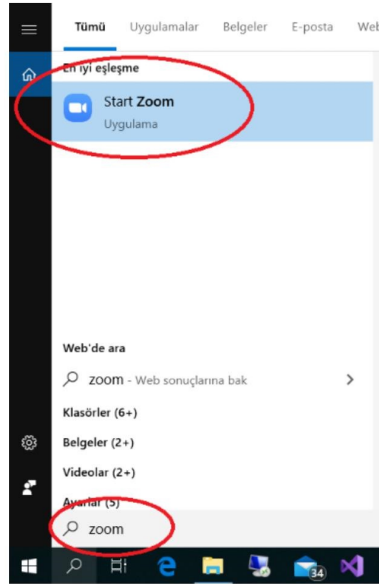 Tümü Uygulamalar Belgeler E-posta Web
En iyi eşleşme
Start Zoom
Uygulama
Web'de ara
zoom - Web sonuçlarına bak
Klasörler (6+)
Belgeler (2+)
Videolar (2+)
Ayarlar (5)
zoom
34